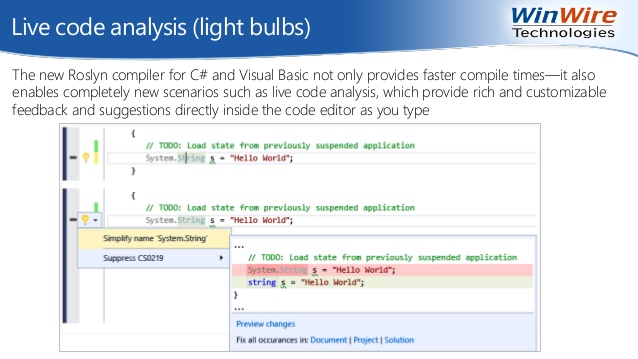 Live code analysis (light bulbs)
WinWire
Technologies
The new Roslyn compiler for C# and Visual Basic not only provides faster compile times—it also
enables completely new scenarios such as live code analysis, which provide rich and customizable
feedback and suggestions directly inside the code editor as you type
{
// TODO: Load state from previously suspended application
System.String s = "Hello World";
}
{
// TODO: Load state from previously suspended application
System.String s = "Hello World";
Simplify name 'System.String'
Suppress CS0219
...
// TODO: Load state from previously suspended application
System.String s = "Hello World";
string s = "Hello World";
}
...
Preview changes
Fix all occurances in: Document | Project | Solution